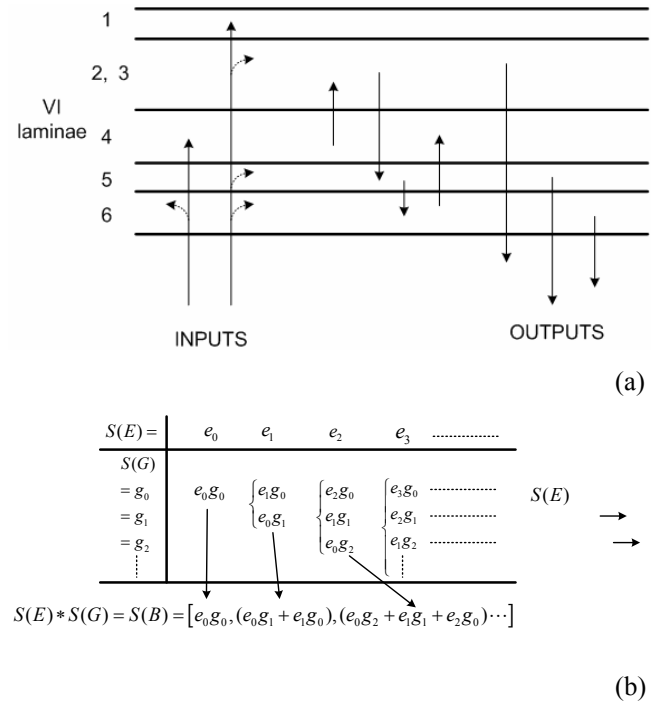 1
2, 3
VI
laminae
4
5
6
INPUTS OUTPUTS
(a)
S(E) = e₀ e₁ e₂ e₃ ..............
S(G)
= g₀ e₀g₀ e₁g₀ e₂g₀ e₃g₀ .............. S(E)
= g₁ e₀g₁ e₁g₁ e₂g₁ ..............
= g₂ e₀g₂ e₁g₂ ..............
S(E) * S(G) = S(B) = [e₀g₀, (e₀g₁ + e₁g₀), (e₀g₂ + e₁g₁ + e₂g₀) ⋯]
(b)